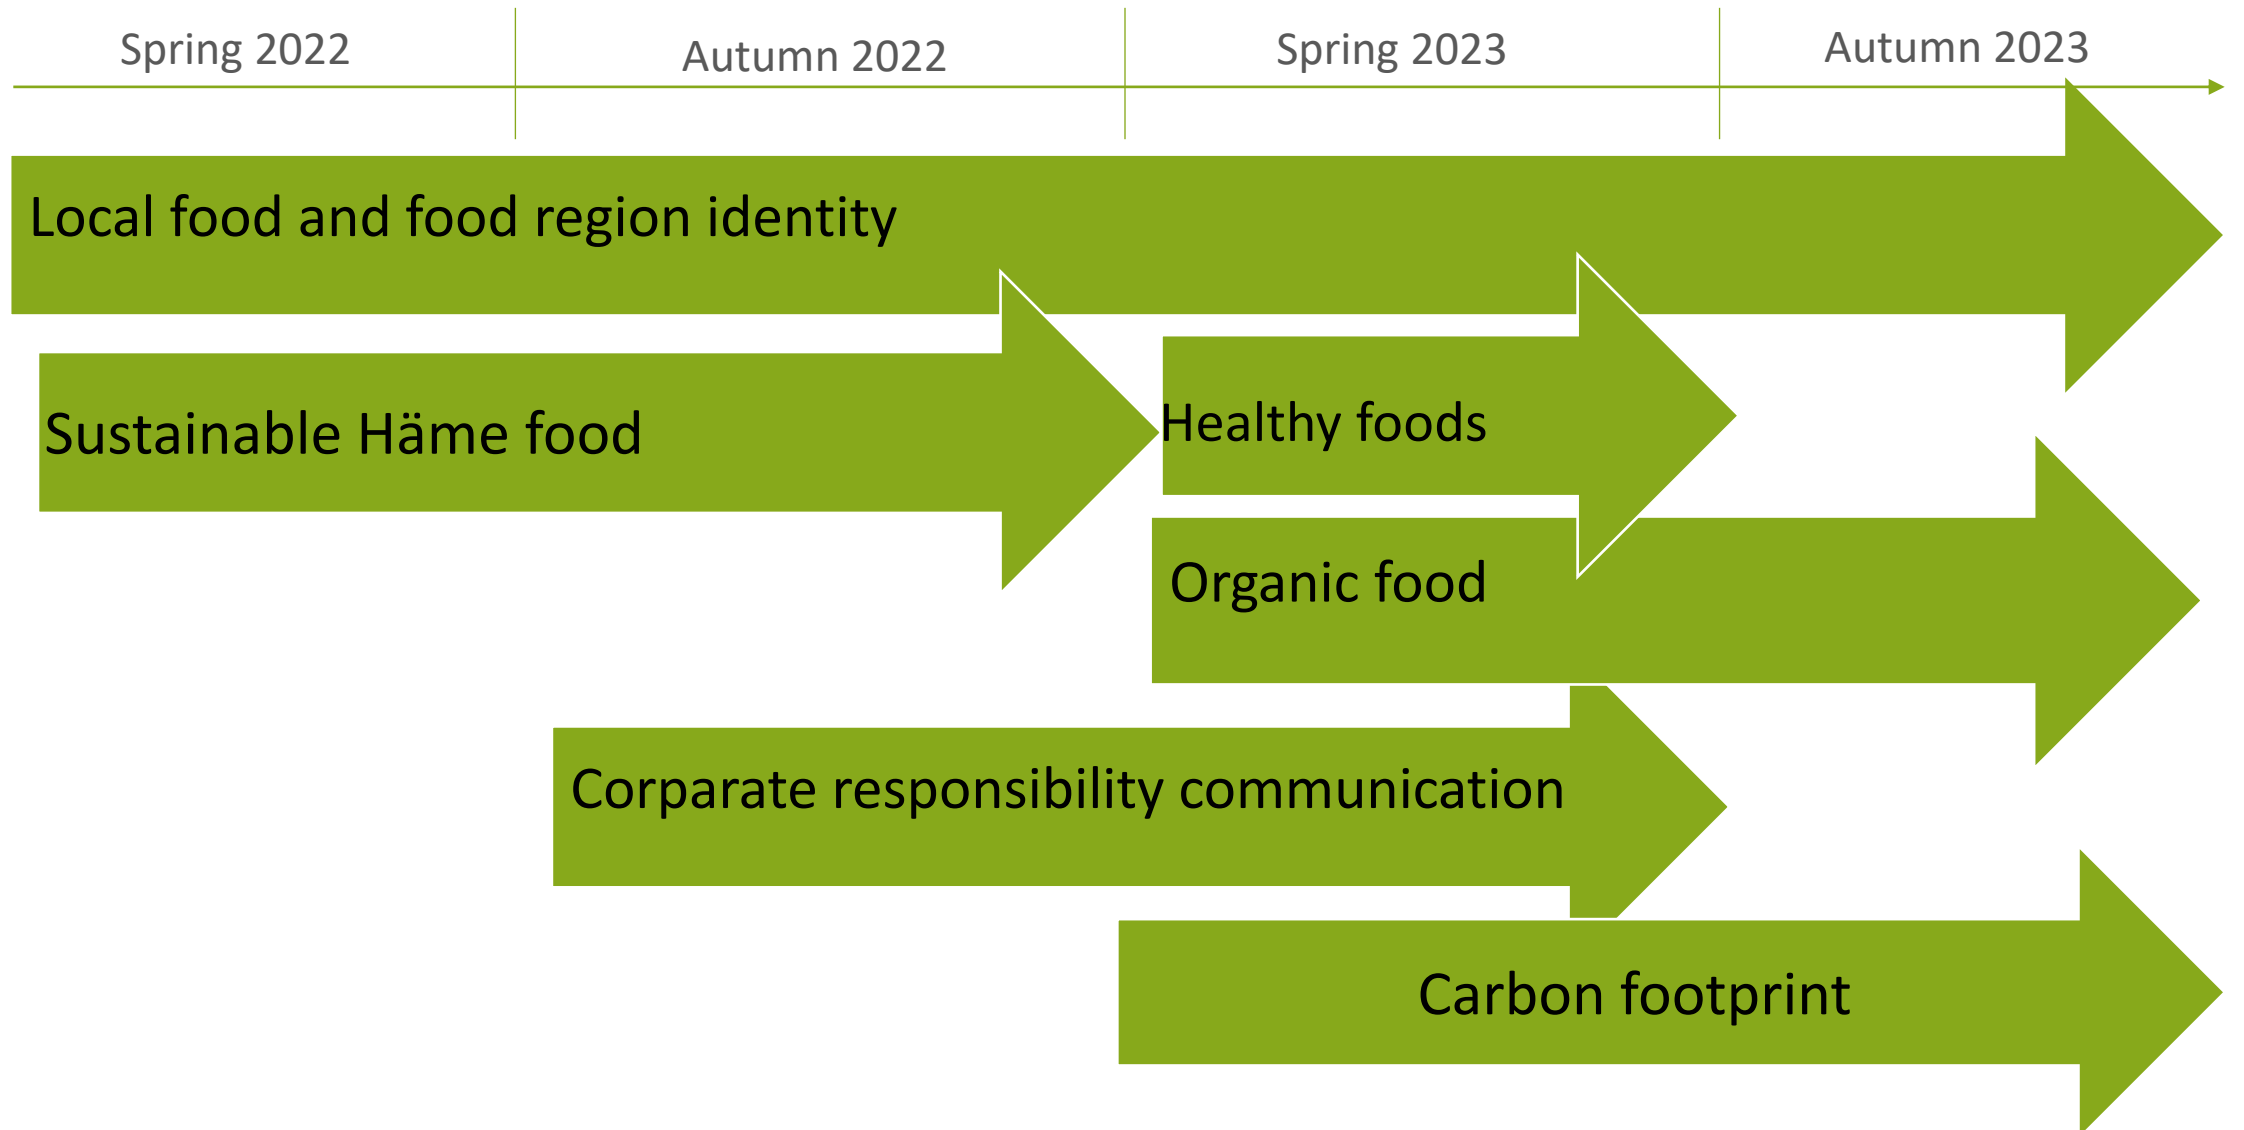 Spring 2022
Autumn 2022
Spring 2023
Autumn 2023
Local food and food region identity
Sustainable Häme food
Healthy foods
Organic food
Corparate responsibility communication
Carbon footprint